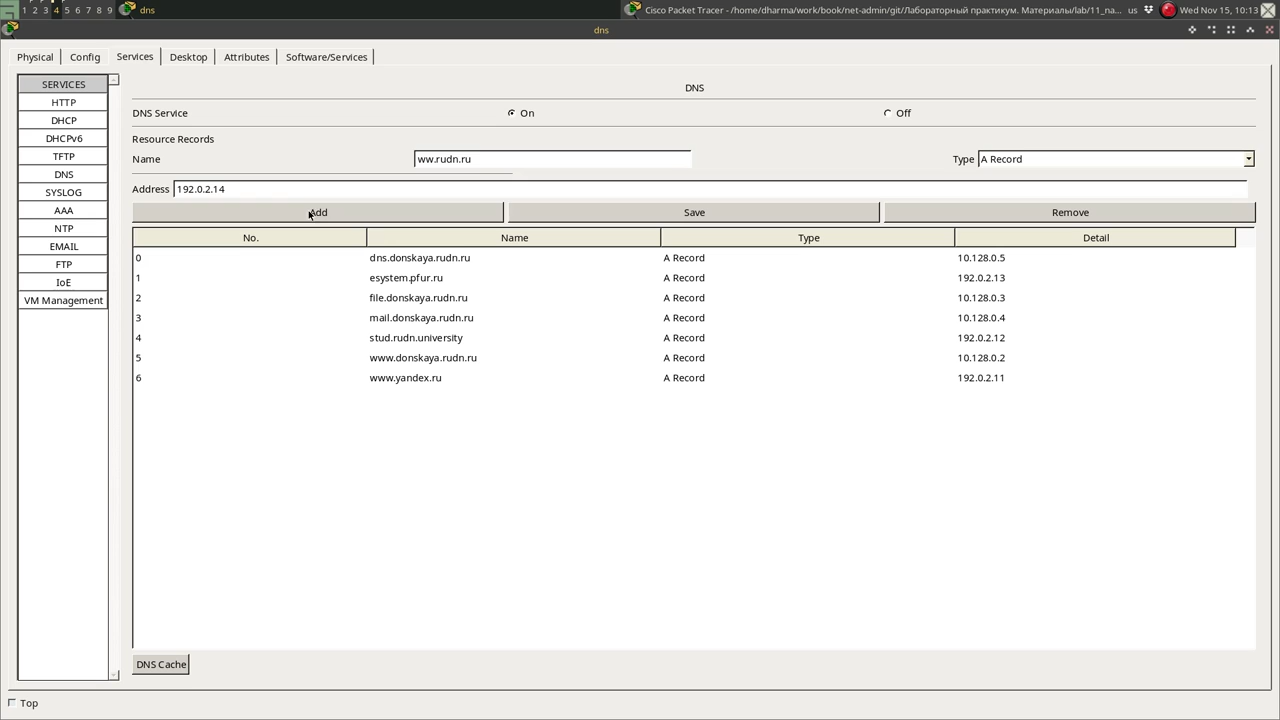 1 2 3 4 5 6 7 8 9 dns Cisco Packet Tracer - /home/dharma/work/book/net-admin/git//Лабораторный практикум. Материалы/lab/11_na... us Wed Nov 15, 10:13
dns
Physical Config Services Desktop Attributes Software/Services
SERVICES
HTTP
DHCP
DHCPv6
TFTP
DNS
SYSLOG
AAA
NTP
EMAIL
FTP
IoE
VM Management
DNS
DNS Service On Off
Resource Records
Name ww.rudn.ru Type A Record
Address 192.0.2.14
Add Save Remove
No. Name Type Detail
0 dns.donskaya.rudn.ru A Record 10.128.0.5
1 esystem.pfur.ru A Record 192.0.2.13
2 file.donskaya.rudn.ru A Record 10.128.0.3
3 mail.donskaya.rudn.ru A Record 10.128.0.4
4 stud.rudn.university A Record 192.0.2.12
5 www.donskaya.rudn.ru A Record 10.128.0.2
6 www.yandex.ru A Record 192.0.2.11
DNS Cache
Top